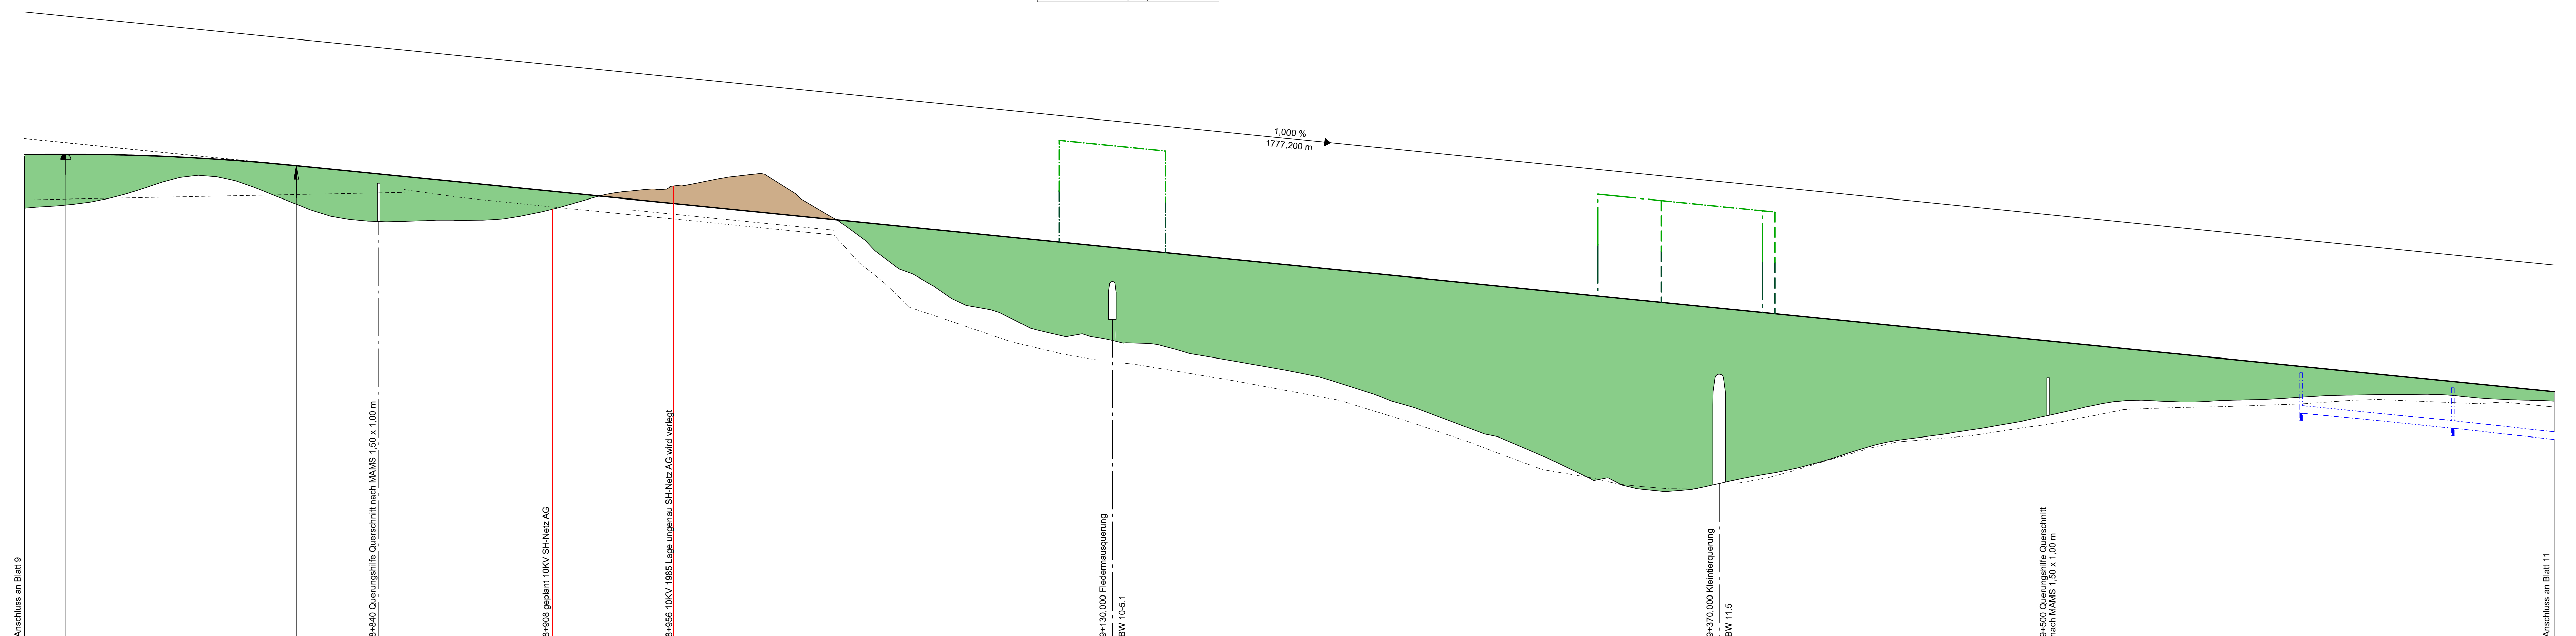 1,000 %
1777,200 m
Anschluss an Blatt 9
8+840 Querungshilfe Querschnitt nach MAMS 1,50 x 1,00 m
8+908 geplant 10KV SH-Netz AG
8+956 10KV 1985 Lage ungenau SH-Netz AG wird verlegt
9+130,000 Fledermausquerung
BW 10-5.1
9+370,000 Kleintierquerung
BW 11.5
9+500 Querungshilfe Querschnitt
nach MAMS 1,50 x 1,00 m
Anschluss an Blatt 11